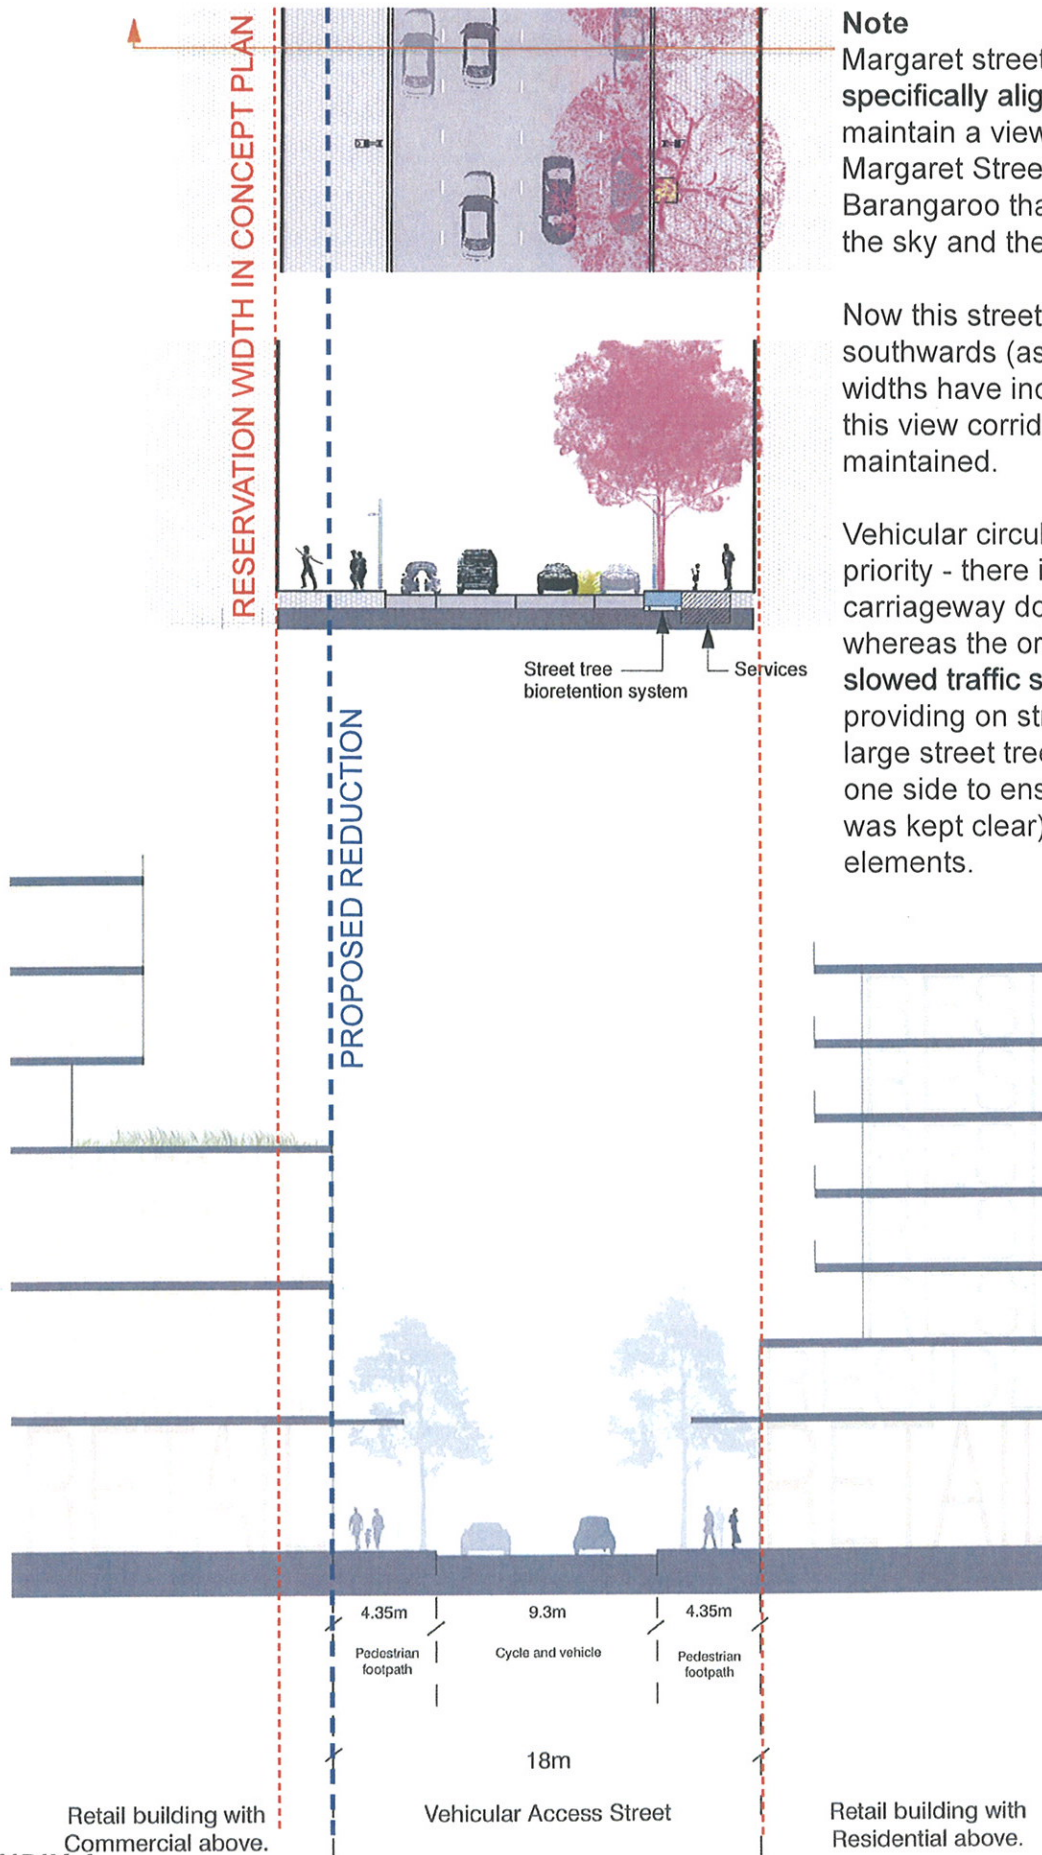 Note
Margaret street
specifically alig
maintain a view
Margaret Stree
Barangaroo tha
the sky and the
Now this street
southwards (as
widths have inc
this view corrid
maintained.
Vehicular circul
priority - there i
carriageway do
whereas the or
slowed traffic s
providing on str
large street tree
one side to ens
was kept clear)
elements.
RESERVATION WIDTH IN CONCEPT PLAN
Street tree
bioretention system
Services
PROPOSED REDUCTION
RETAIL
4.35m
9.3m
4.35m
Pedestrian
footpath
Cycle and vehicle
Pedestrian
footpath
18m
Retail building with
Commercial above.
Vehicular Access Street
Retail building with
Residential above.